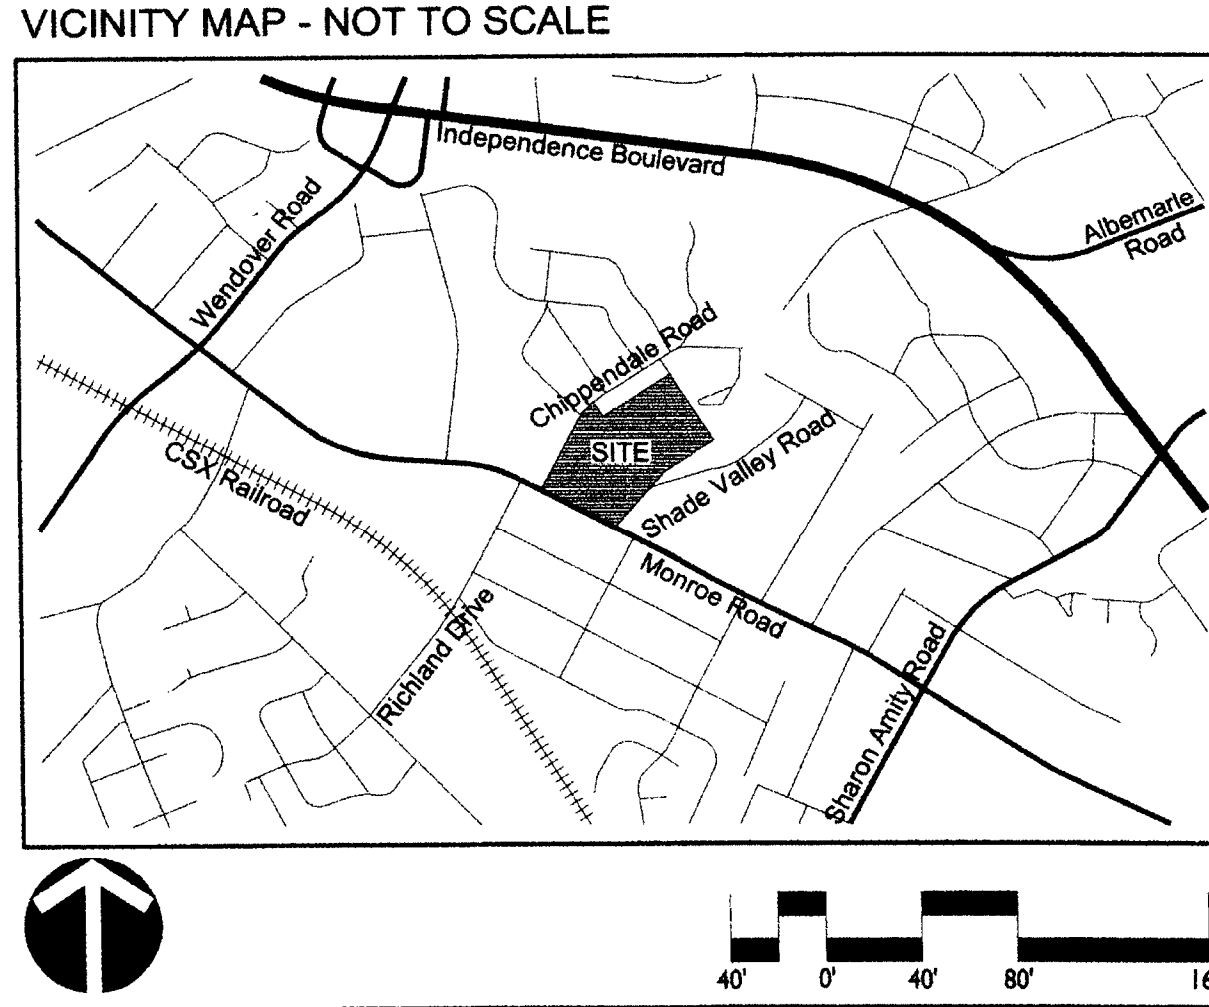 VICINITY MAP - NOT TO SCALE
Independence Boulevard
Wendover Road
Albemarle
Road
Chippendale Road
SITE
Shade Valley Road
CSX Railroad
Monroe Road
Richland Drive
Sharon Amity Road
40' 0' 40' 80' 16